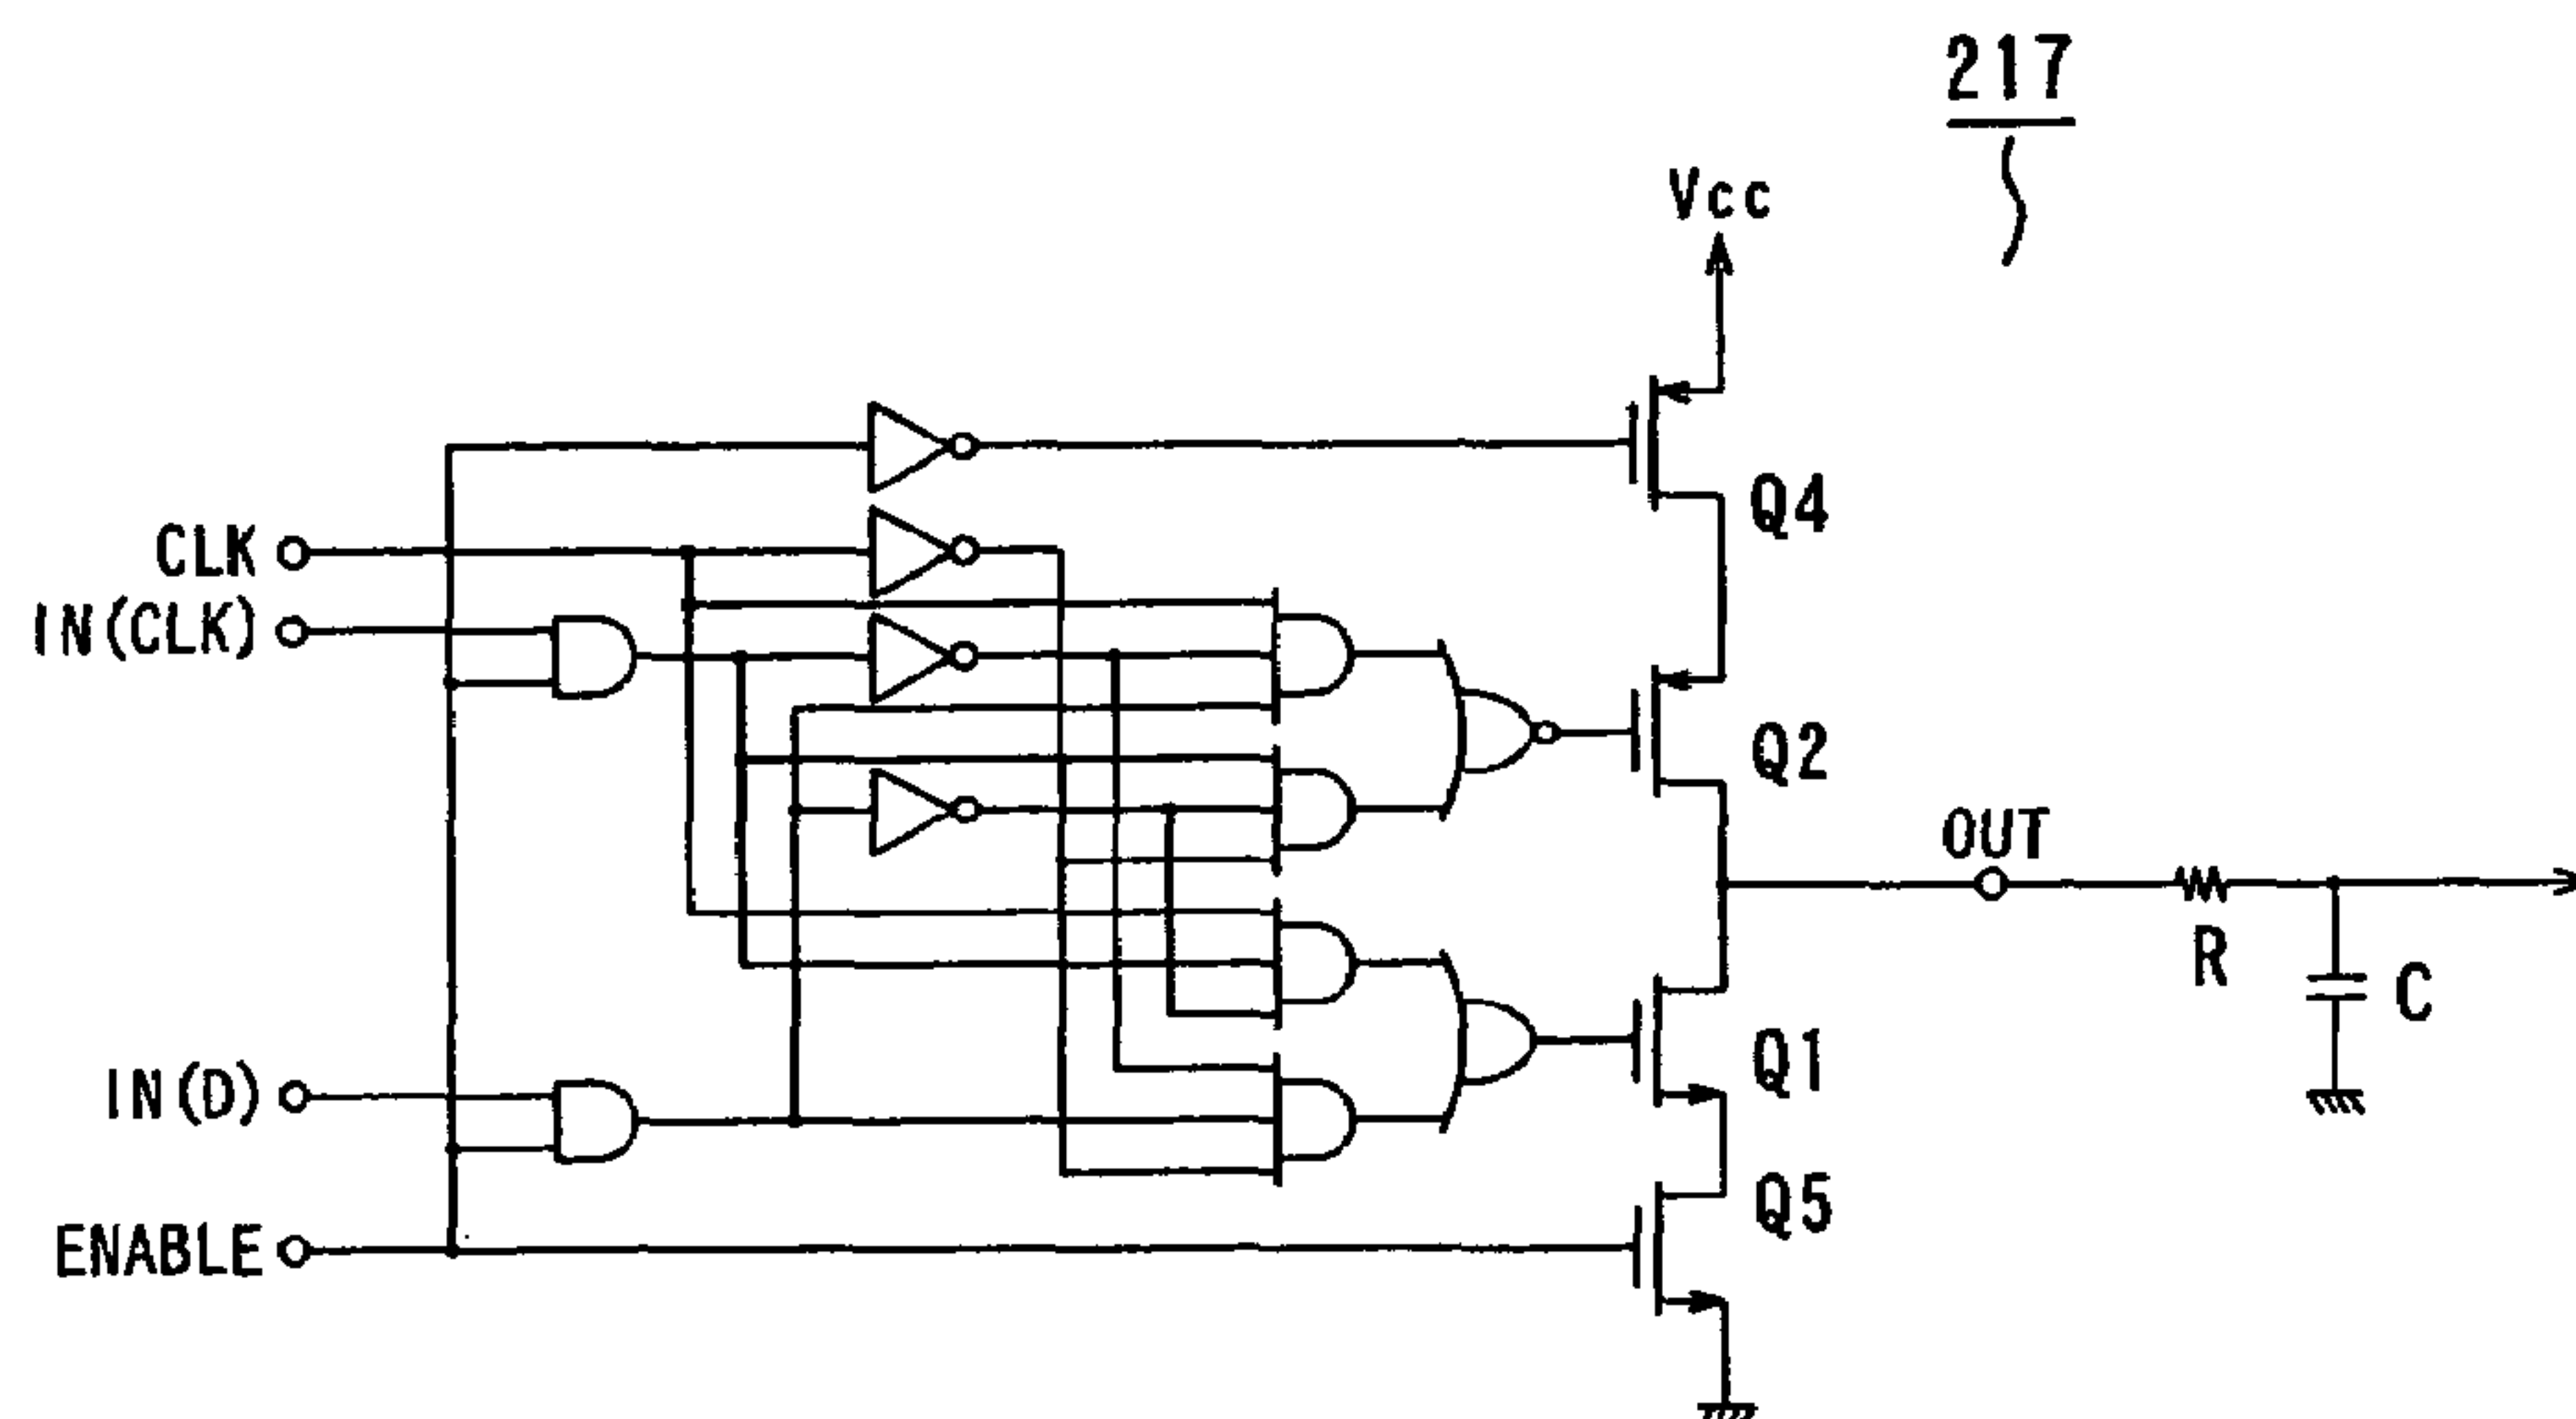 217
Vcc
Q4
CLK
IN(CLK)
Q2
OUT
R
C
Q1
IN(D)
Q5
ENABLE